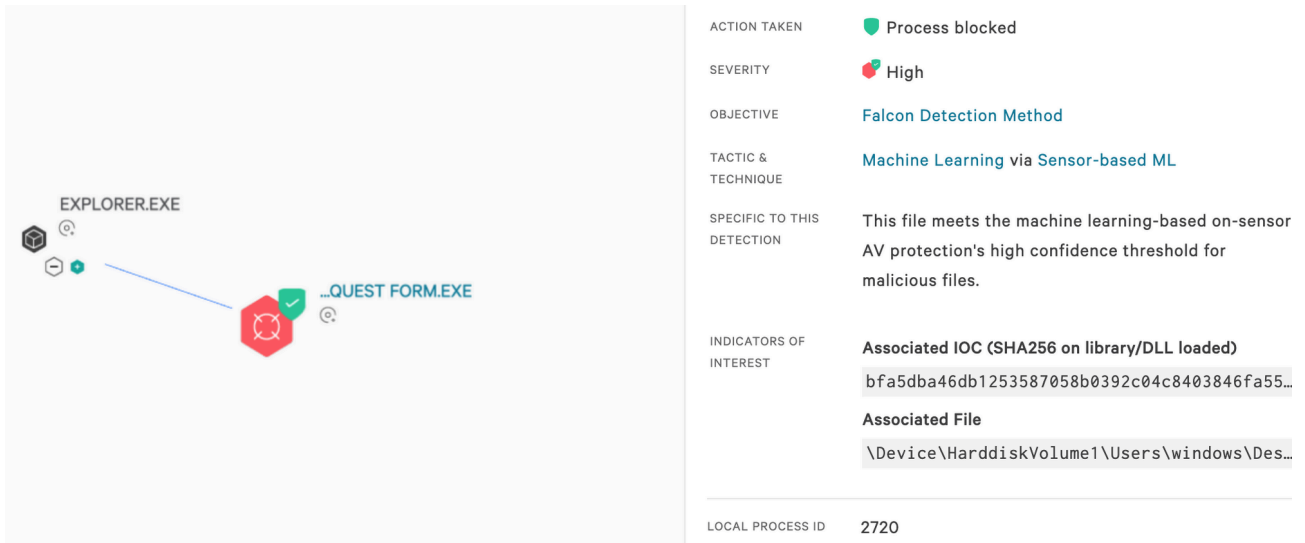 EXPLORER.EXE
...QUEST FORM.EXE
ACTION TAKEN
Process blocked
SEVERITY
High
OBJECTIVE
Falcon Detection Method
TACTIC &
TECHNIQUE
Machine Learning via Sensor-based ML
SPECIFIC TO THIS
DETECTION
This file meets the machine learning-based on-sensor
AV protection's high confidence threshold for
malicious files.
INDICATORS OF
INTEREST
Associated IOC (SHA256 on library/DLL loaded)
bfa5dba46db1253587058b0392c04c8403846fa55…
Associated File
\Device\HarddiskVolume1\Users\windows\Des…
LOCAL PROCESS ID
2720